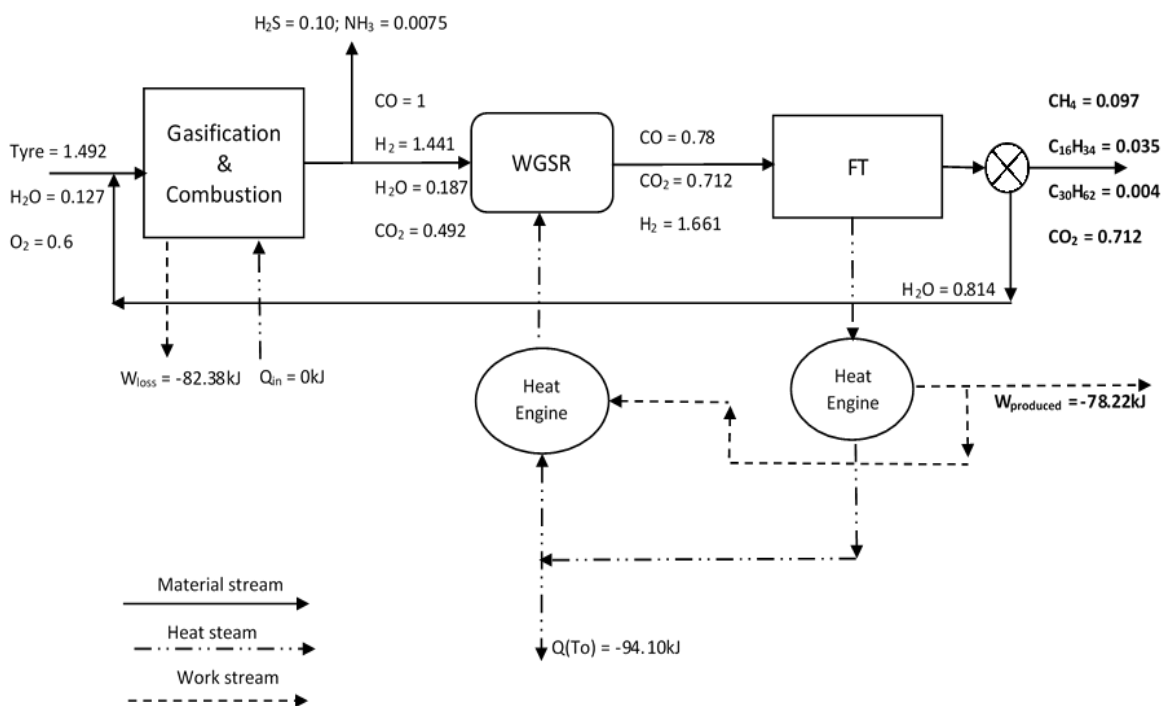 H₂S = 0.10; NH₃ = 0.0075
Tyre = 1.492
H₂O = 0.127
O₂ = 0.6
Gasification
&
Combustion
CO = 1
H₂ = 1.441
H₂O = 0.187
CO₂ = 0.492
WGSR
CO = 0.78
CO₂ = 0.712
H₂ = 1.661
FT
CH₄ = 0.097
C₁₆H₃₄ = 0.035
C₃₀H₆₂ = 0.004
CO₂ = 0.712
H₂O = 0.814
W_loss = -82.38kJ
Q_in = 0kJ
Heat
Engine
Heat
Engine
W_produced = -78.22kJ
Q(To) = -94.10kJ
Material stream
Heat steam
Work stream